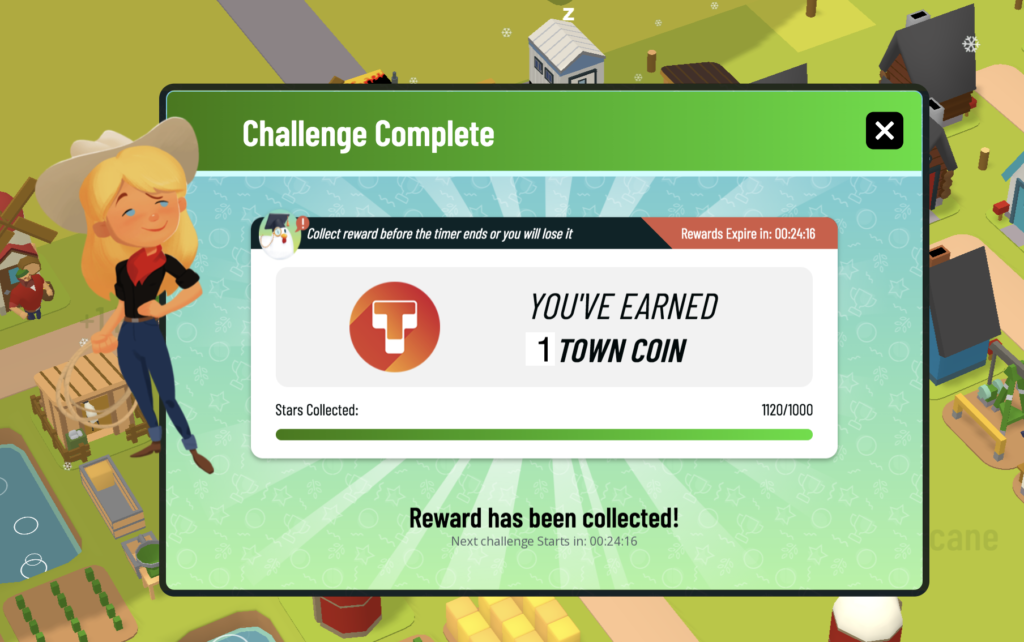 Z
Challenge Complete
Collect reward before the timer ends or you will lose it
Rewards Expire in: 00:24:16
T
YOU'VE EARNED
1 TOWN COIN
+1
Stars Collected:
1120/1000
Reward has been collected!
Next challenge Starts in: 00:24:16
cane